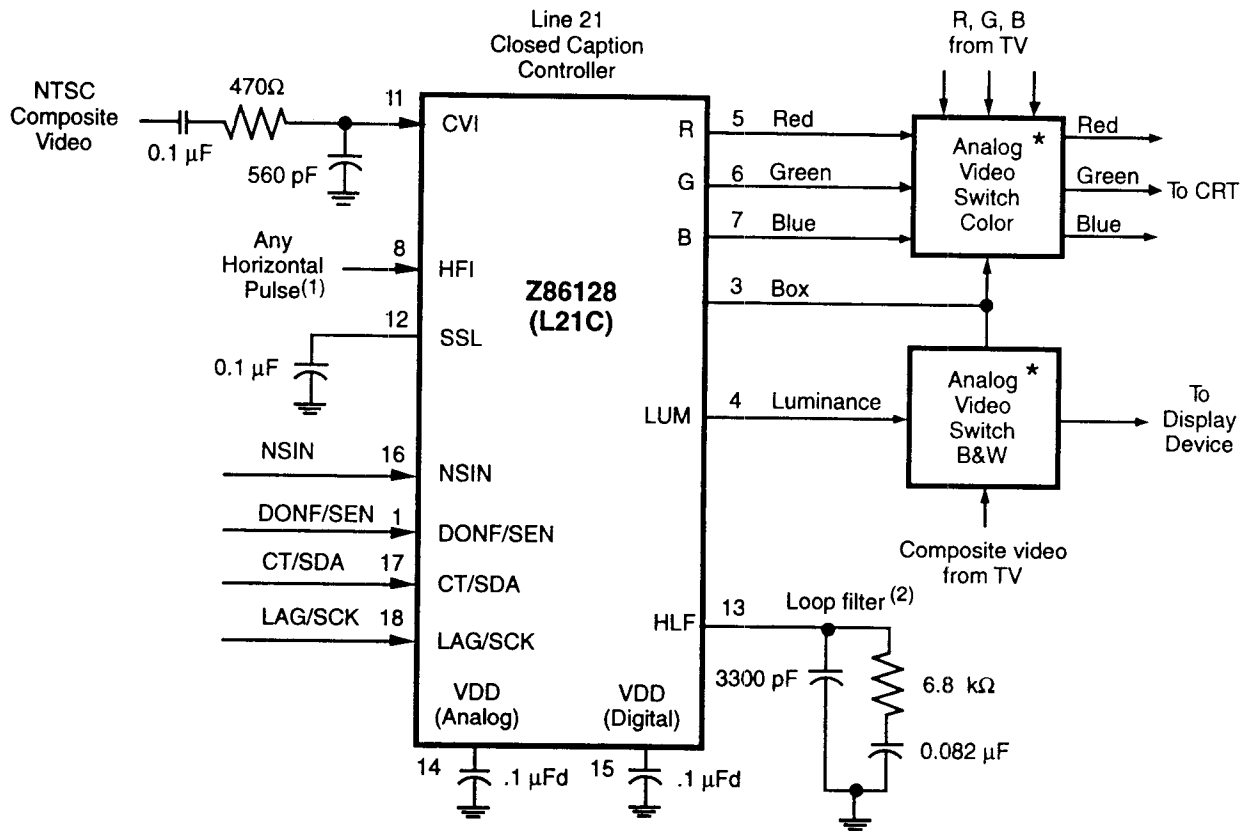 Line 21
Closed Caption
Controller
R, G, B
from TV
NTSC
Composite
Video
470Ω
0.1 µF
560 pF
11
CVI
R
5 Red
G
6 Green
B
7 Blue
Analog *
Video
Switch
Color
Red
Green
Blue
To CRT
Any
Horizontal
Pulse(1)
8
HFI
Z86128
(L21C)
3 Box
12
SSL
0.1 µF
LUM
4 Luminance
Analog *
Video
Switch
B&W
To
Display
Device
Composite video
from TV
NSIN 16
NSIN
DONF/SEN 1
DONF/SEN
CT/SDA 17
CT/SDA
LAG/SCK 18
LAG/SCK
HLF
13 Loop filter (2)
3300 pF
6.8 kΩ
0.082 µF
VDD
(Analog)
VDD
(Digital)
14 .1 µFd
15 .1 µFd